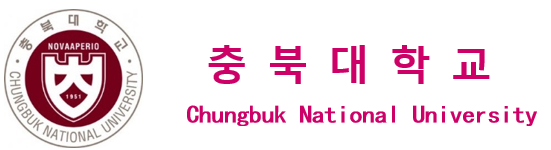 충북대학교
NOVAAPERIO
1951
CHUNGBUK NATIONAL UNIVERSITY
충 북 대 학 교
Chungbuk National University